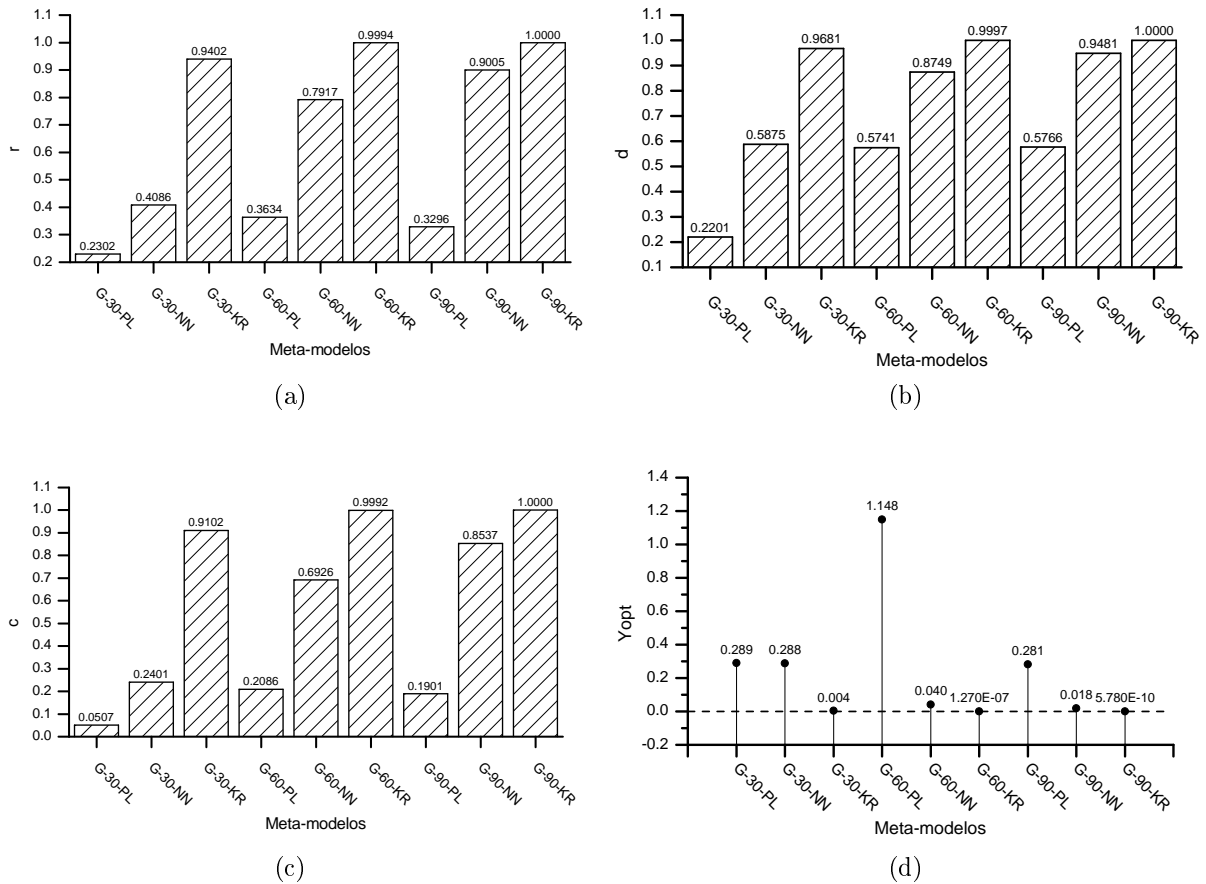 1.1
1.0
0.9
0.8
0.7
0.6
0.5
0.4
0.3
0.2
r
0.2302
0.4086
0.9402
0.3634
0.7917
0.9994
0.3296
0.9005
1.0000
G-30-PL
G-30-NN
G-30-KR
G-60-PL
G-60-NN
G-60-KR
G-90-PL
G-90-NN
G-90-KR
Meta-modelos
(a)
1.1
1.0
0.9
0.8
0.7
0.6
0.5
0.4
0.3
0.2
0.1
d
0.2201
0.5875
0.9681
0.5741
0.8749
0.9997
0.5766
0.9481
1.0000
G-30-PL
G-30-NN
G-30-KR
G-60-PL
G-60-NN
G-60-KR
G-90-PL
G-90-NN
G-90-KR
Meta-modelos
(b)
1.1
1.0
0.9
0.8
0.7
0.6
0.5
0.4
0.3
0.2
0.1
0.0
c
0.0507
0.2401
0.9102
0.2086
0.6926
0.9992
0.1901
0.8537
1.0000
G-30-PL
G-30-NN
G-30-KR
G-60-PL
G-60-NN
G-60-KR
G-90-PL
G-90-NN
G-90-KR
Meta-modelos
(c)
1.4
1.2
1.0
0.8
0.6
0.4
0.2
0.0
-0.2
Yopt
0.289
0.288
0.004
1.148
0.040
1.270E-07
0.281
0.018
5.780E-10
G-30-PL
G-30-NN
G-30-KR
G-60-PL
G-60-NN
G-60-KR
G-90-PL
G-90-NN
G-90-KR
Meta-modelos
(d)